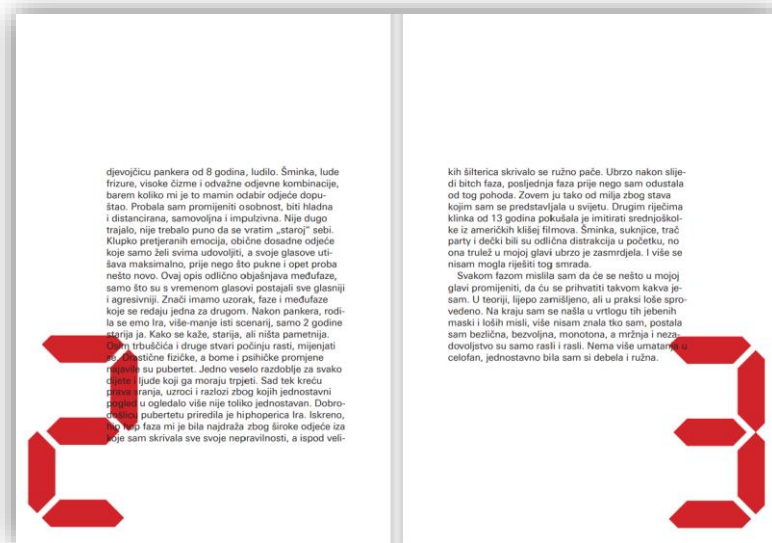 djevojčicu pankera od 8 godina, ludilo. Šminka, lude
frizure, visoke čizme i odvažne odjevne kombinacije,
barem koliko mi je to mamin odabir odjeće dopu-
štao. Probala sam promijeniti osobnost, biti hladna
i distancirana, samovoljna i impulzivna. Nije dugo
trajalo, nije trebalo puno da se vratim „staroj" sebi.
Klupko pretjeranih emocija, obične dosadne odjeće
koje samo želi svima udovoljiti, a svoje glasove uti-
šava maksimalno, prije nego što pukne i opet proba
nešto novo. Ovaj opis odlično objašnjava međufaze,
samo što su s vremenom glasovi postajali sve glasniji
i agresivniji. Znači imamo uzorak, faze i međufaze
koje se redaju jedna za drugom. Nakon pankera, rodi-
la se emo Ira, više-manje isti scenarij, samo 2 godine
starija ja. Kako se kaže, starija, ali ništa pametnija.
Osim trbuščića i druge stvari počinju rasti, mijenjati
se. Drastične fizičke, a bome i psihičke promjene
najavile su pubertet. Jedno veselo razdoblje za svako
dijete i ljude koji ga moraju trpjeti. Sad tek kreću
prava sranja, uzroci i razlozi zbog kojih jednostavni
pogled u ogledalo više nije toliko jednostavan. Dobro-
došlicu pubertetu priredila je hiphoperica Ira. Iskreno,
hip hop faza mi je bila najdraža zbog široke odjeće iza
koje sam skrivala sve svoje nepravilnosti, a ispod veli-
2
kih šilterica skrivalo se ružno pače. Ubrzo nakon slije-
di bitch faza, posljednja faza prije nego sam odustala
od tog pohoda. Zovem ju tako od milja zbog stava
kojim sam se predstavljala u svijetu. Drugim riječima
klinka od 13 godina pokušala je imitirati srednjoškol-
ke iz američkih klišej filmova. Šminka, suknjice, trač
party i dečki bili su odlična distrakcija u početku, no
ona trulež u mojoj glavi ubrzo je zasmrdjela. I više se
nisam mogla riješiti tog smrada.
Svakom fazom mislila sam da će se nešto u mojoj
glavi promijeniti, da ću se prihvatiti takvom kakva je-
sam. U teoriji, lijepo zamišljeno, ali u praksi loše spro-
vedeno. Na kraju sam se našla u vrtlogu tih jebenih
maski i loših misli, više nisam znala tko sam, postala
sam bezlična, bezvoljna, monotona, a mržnja i neza-
dovoljstvo su samo rasli i rasli. Nema više umatanja u
celofan, jednostavno bila sam si debela i ružna.
3